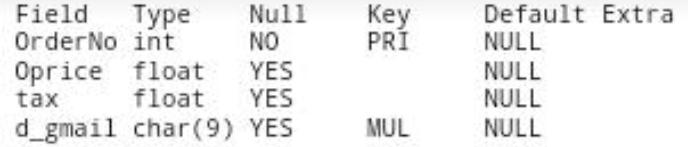 Field Type Null Key Default Extra
OrderNo int NO PRI NULL
Oprice float YES NULL
tax float YES NULL
d_gmail char(9) YES MUL NULL